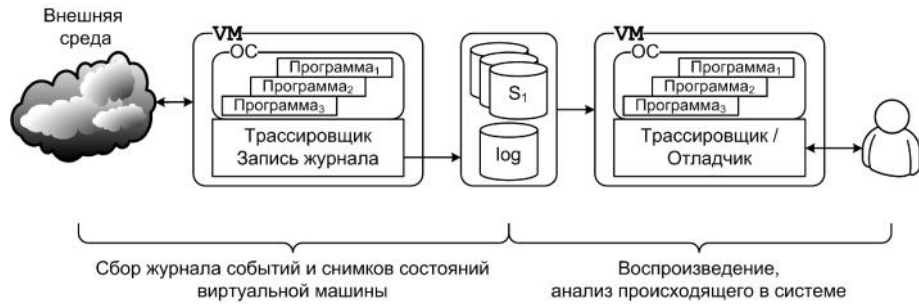 Внешняя
среда
VM
ОС
Программа₁
Программа₂
Программа₃
Трассировщик
Запись журнала
S₁
log
VM
ОС
Программа₁
Программа₂
Программа₃
Трассировщик /
Отладчик
Сбор журнала событий и снимков состояний
виртуальной машины
Воспроизведение,
анализ происходящего в системе